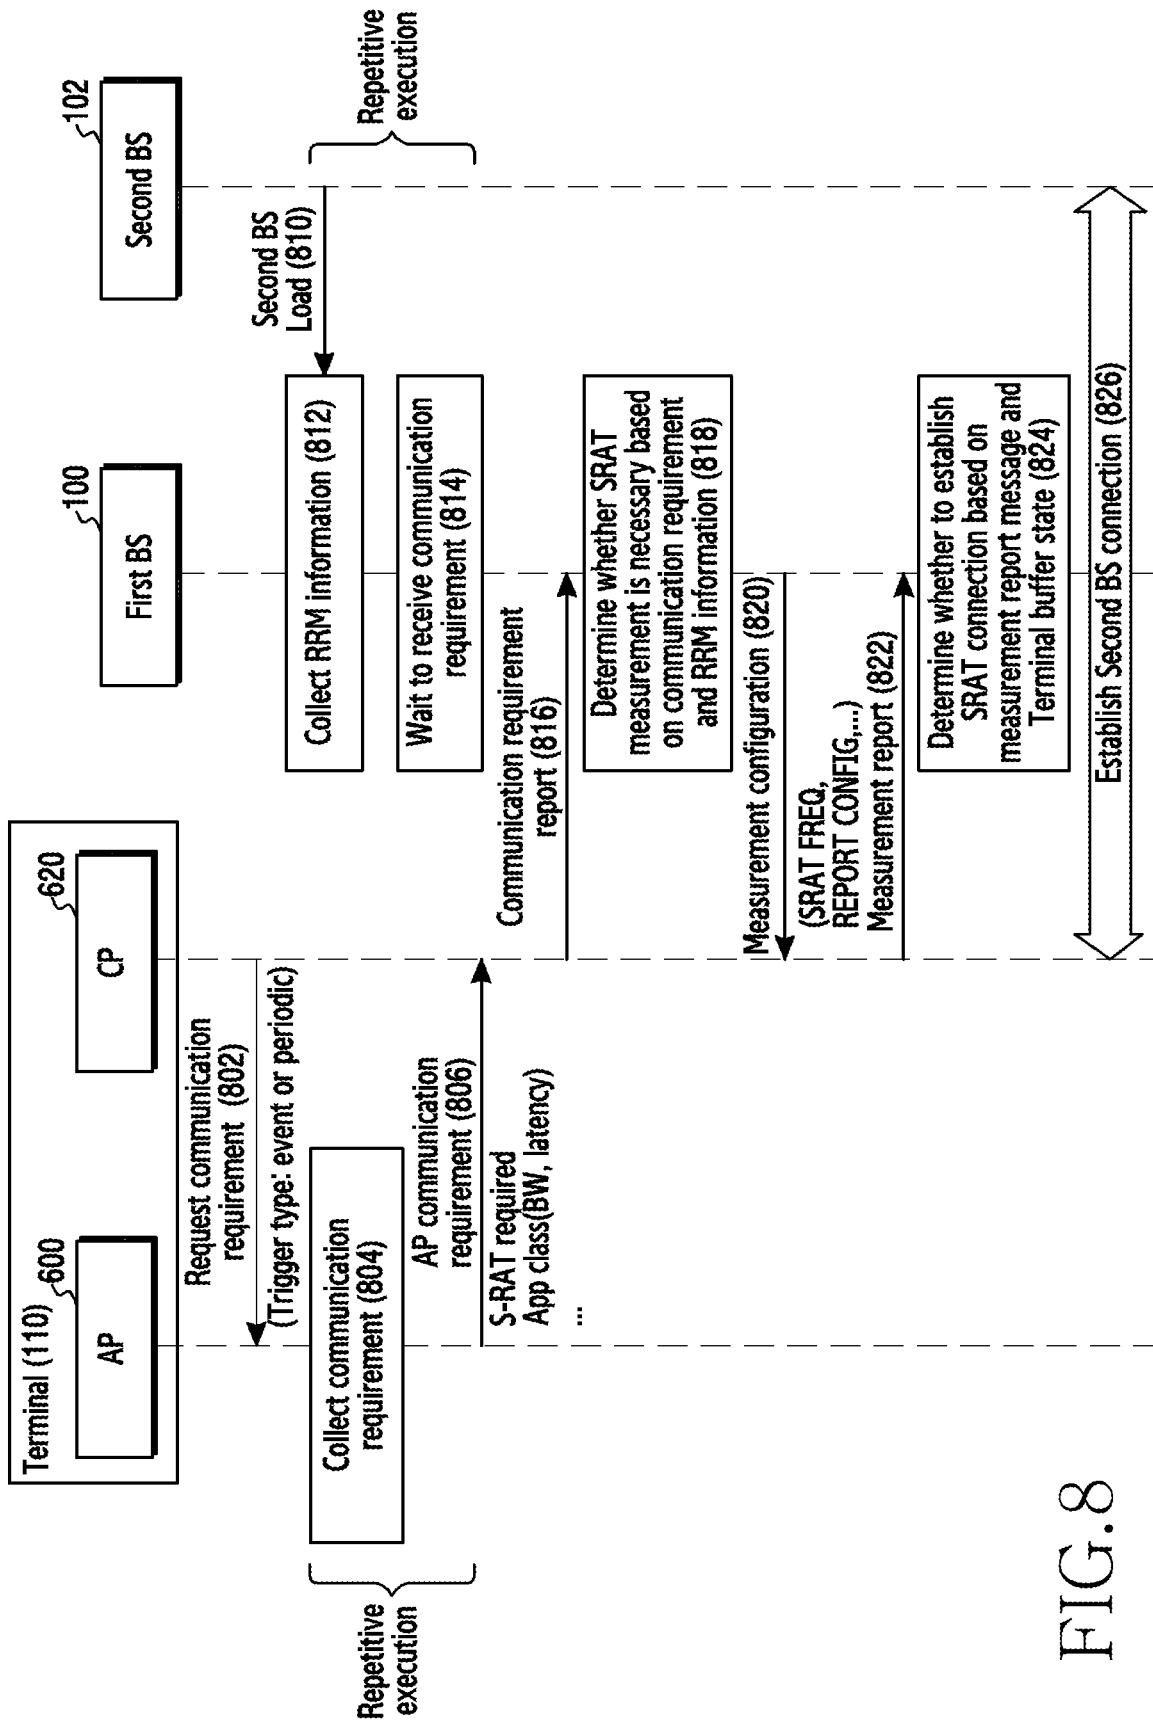 Terminal (110)
AP
600
CP
620
First BS
100
Second BS
102
Request communication
requirement (802)
(Trigger type: event or periodic)
Repetitive
execution
Collect communication
requirement (804)
AP communication
requirement (806)
S-RAT required
App class(BW, latency)
...
Second BS
Load (810)
Repetitive
execution
Collect RRM information (812)
Wait to receive communication
requirement (814)
Communication requirement
report (816)
Determine whether SRAT
measurement is necessary based
on communication requirement
and RRM information (818)
Measurement configuration (820)
(SRAT FREQ,
REPORT CONFIG,...)
Measurement report (822)
Determine whether to establish
SRAT connection based on
measurement report message and
Terminal buffer state (824)
Establish Second BS connection (826)
FIG.8